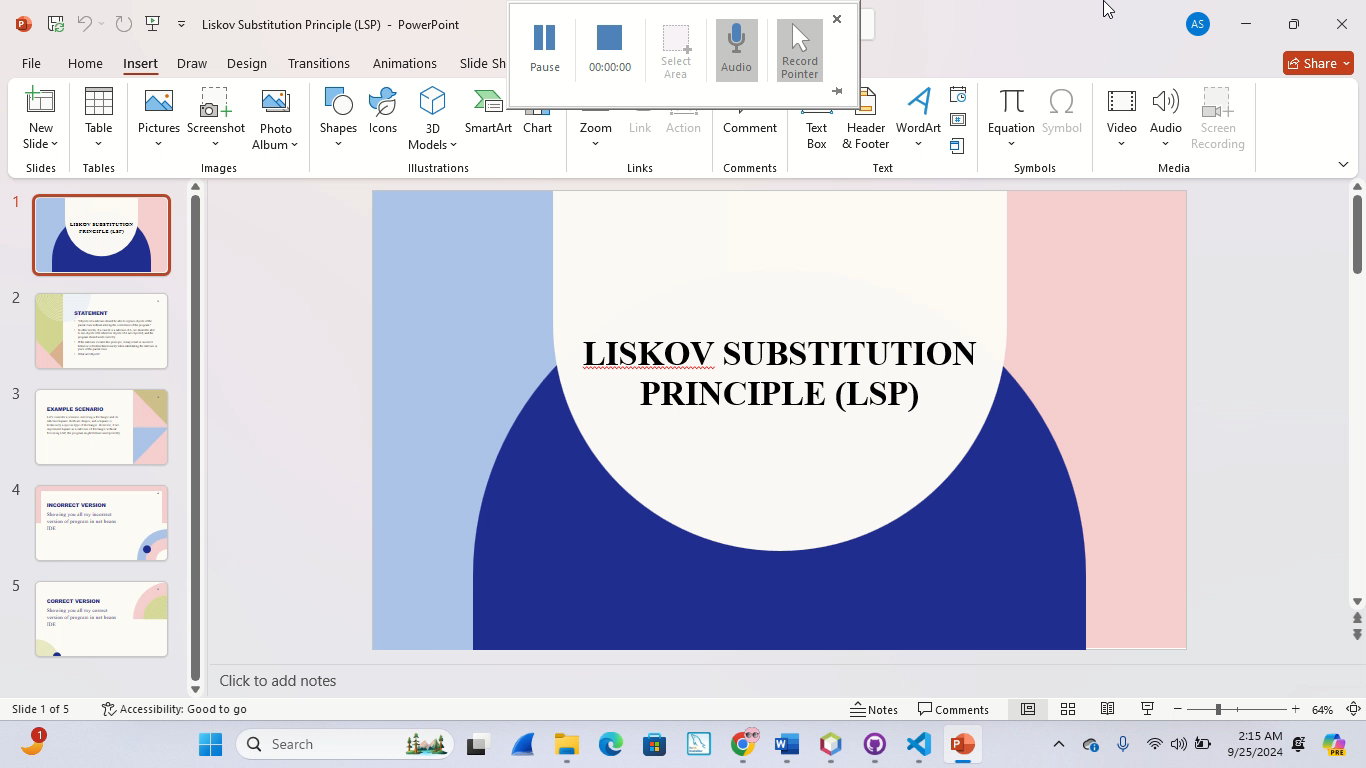 Liskov Substitution Principle (LSP) - PowerPoint
AS
Pause
00:00:00
Select
Area
Audio
Record
Pointer
File
Home
Insert
Draw
Design
Transitions
Animations
Slide Sh
Share
New
Slide
Table
Pictures
Screenshot
Photo
Album
Shapes
Icons
3D
Models
SmartArt
Chart
Zoom
Link
Action
Comment
Text
Box
Header
& Footer
WordArt
Equation
Symbol
Video
Audio
Screen
Recording
Slides
Tables
Images
Illustrations
Links
Comments
Text
Symbols
Media
1
LISKOV SUBSTITUTION
PRINCIPLE (LSP)
2
STATEMENT
3
EXAMPLE SCENARIO
4
INCORRECT VERSION
Showing you all my incorrect
version of program in net beans
IDE
5
CORRECT VERSION
Showing you all my correct
version of program in net beans
IDE
LISKOV SUBSTITUTION
PRINCIPLE (LSP)
Click to add notes
Slide 1 of 5
Accessibility: Good to go
Notes
Comments
64%
1
Search
2:15 AM
9/25/2024
PRE